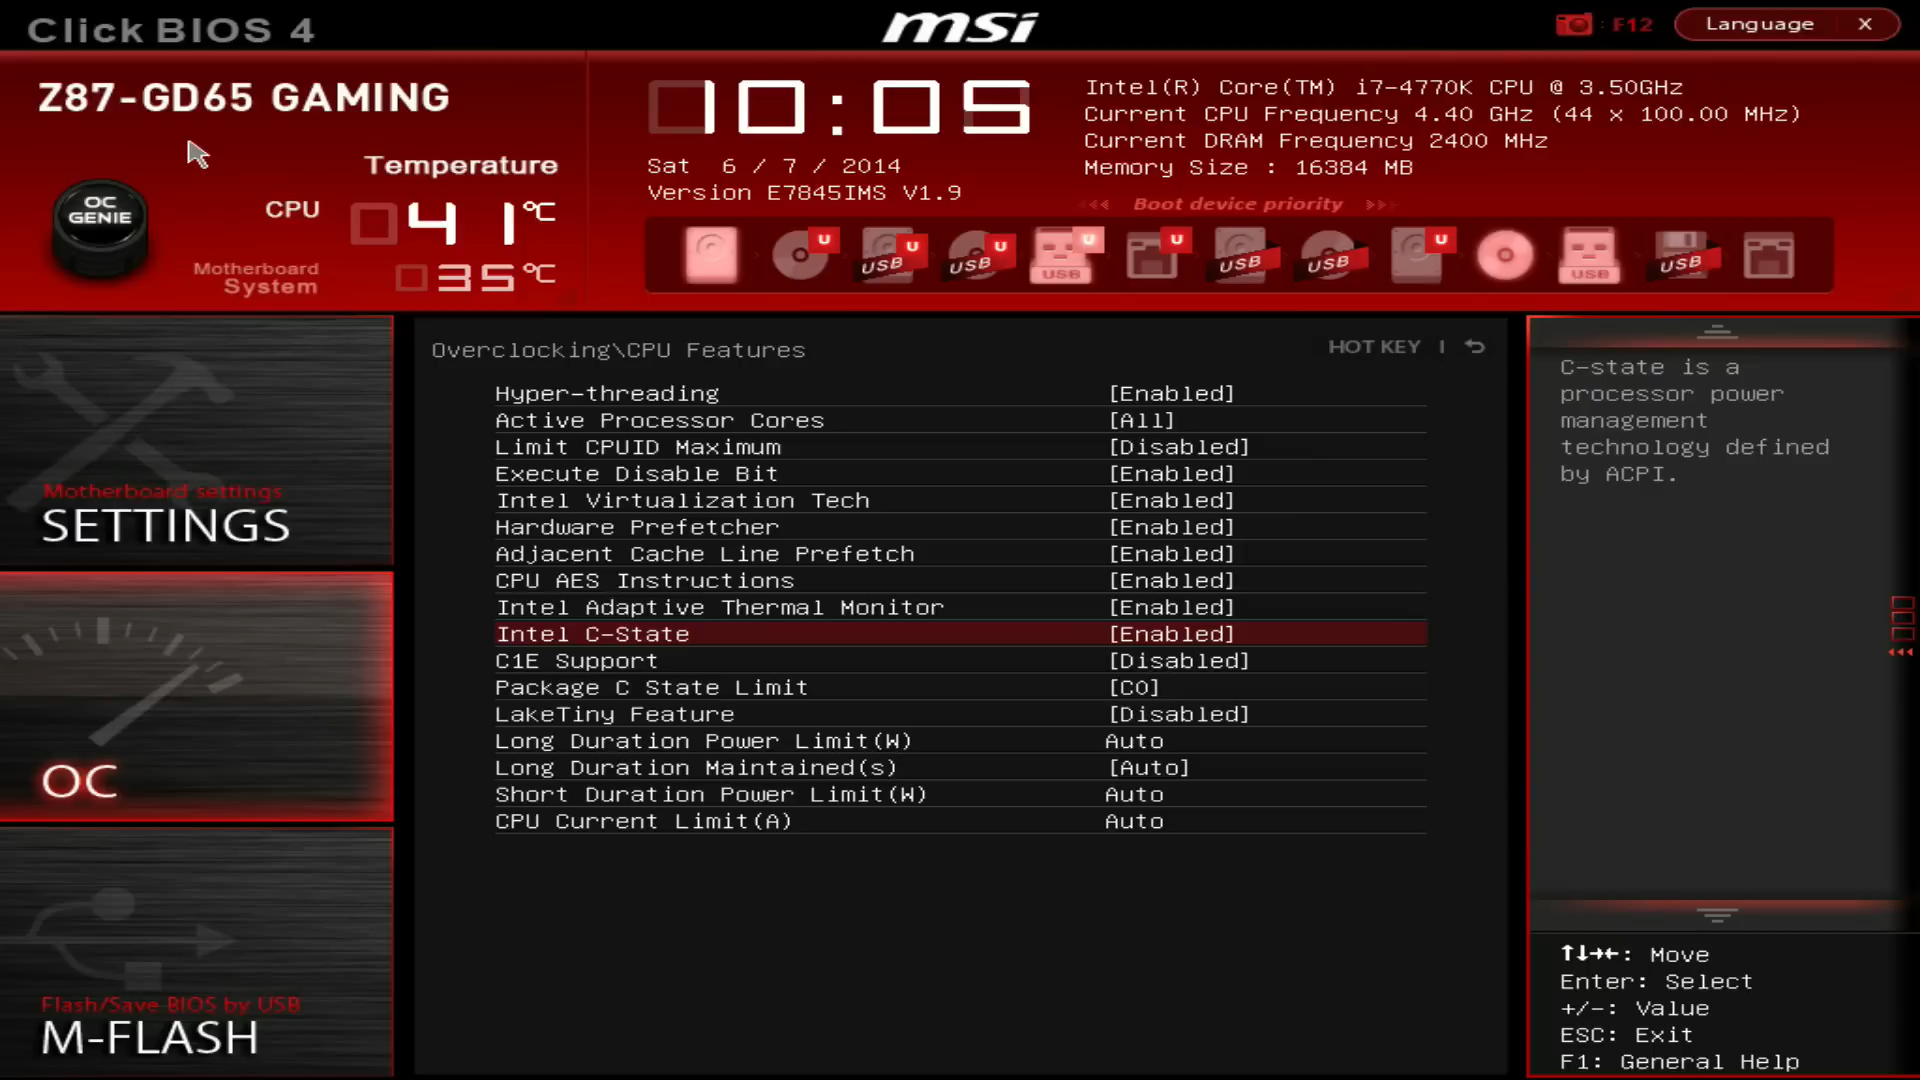 Click BIOS 4
msi
: F12
Language X
Z87-GD65 GAMING
10:05
Intel(R) Core(TM) i7-4770K CPU @ 3.50GHz
Current CPU Frequency 4.40 GHz (44 x 100.00 MHz)
Current DRAM Frequency 2400 MHz
Memory Size : 16384 MB
Temperature
Sat 6 / 7 / 2014
Version E7845IMS V1.9
OC
GENIE
CPU 41°C
Motherboard
System 35°C
Boot device priority
U
USB U
USB U
USB U
U
USB
USB
U
USB
USB
Motherboard settings
SETTINGS
OC
Flash/Save BIOS by USB
M-FLASH
Overclocking\CPU Features
HOT KEY |
Hyper-threading [Enabled]
Active Processor Cores [All]
Limit CPUID Maximum [Disabled]
Execute Disable Bit [Enabled]
Intel Virtualization Tech [Enabled]
Hardware Prefetcher [Enabled]
Adjacent Cache Line Prefetch [Enabled]
CPU AES Instructions [Enabled]
Intel Adaptive Thermal Monitor [Enabled]
Intel C-State [Enabled]
C1E Support [Disabled]
Package C State Limit [C0]
LakeTiny Feature [Disabled]
Long Duration Power Limit(W) Auto
Long Duration Maintained(s) [Auto]
Short Duration Power Limit(W) Auto
CPU Current Limit(A) Auto
C-state is a
processor power
management
technology defined
by ACPI.
↑↓→←: Move
Enter: Select
+/-: Value
ESC: Exit
F1: General Help